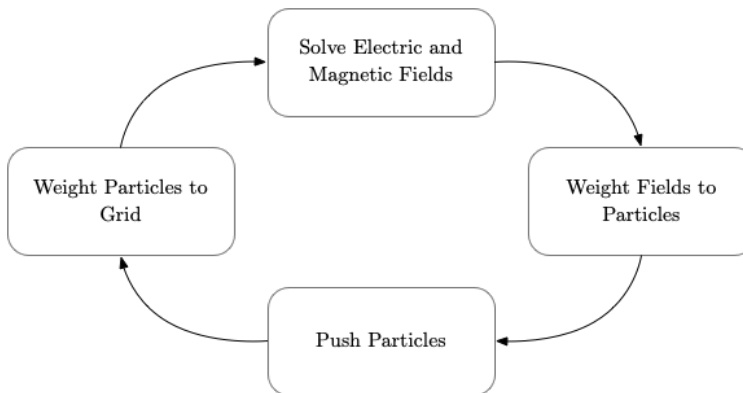 Solve Electric and
Magnetic Fields
Weight Particles to
Grid
Weight Fields to
Particles
Push Particles